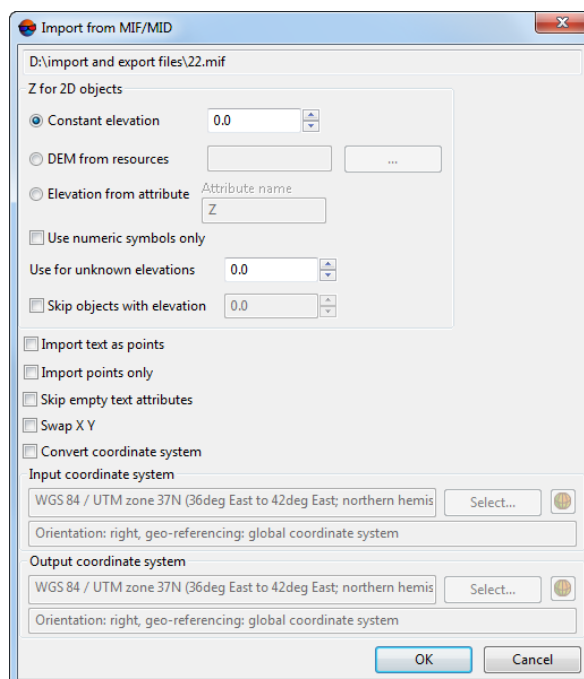 Import from MIF/MID
D:\import and export files\22.mif
Z for 2D objects
Constant elevation 0.0
DEM from resources ...
Elevation from attribute Attribute name
Z
Use numeric symbols only
Use for unknown elevations 0.0
Skip objects with elevation 0.0
Import text as points
Import points only
Skip empty text attributes
Swap X Y
Convert coordinate system
Input coordinate system
WGS 84 / UTM zone 37N (36deg East to 42deg East; northern hemis Select...
Orientation: right, geo-referencing: global coordinate system
Output coordinate system
WGS 84 / UTM zone 37N (36deg East to 42deg East; northern hemis Select...
Orientation: right, geo-referencing: global coordinate system
OK Cancel